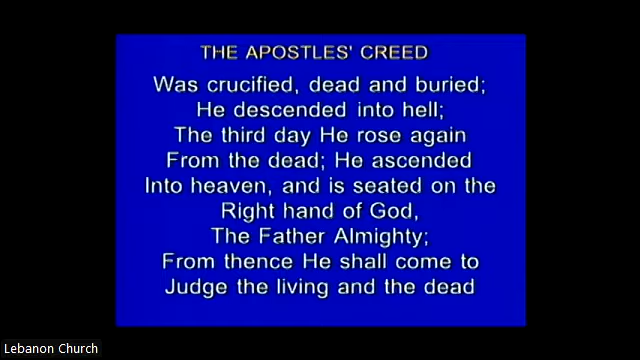 THE APOSTLES' CREED
Was crucified, dead and buried;
He descended into hell;
The third day He rose again
From the dead; He ascended
Into heaven, and is seated on the
Right hand of God,
The Father Almighty;
From thence He shall come to
Judge the living and the dead
Lebanon Church